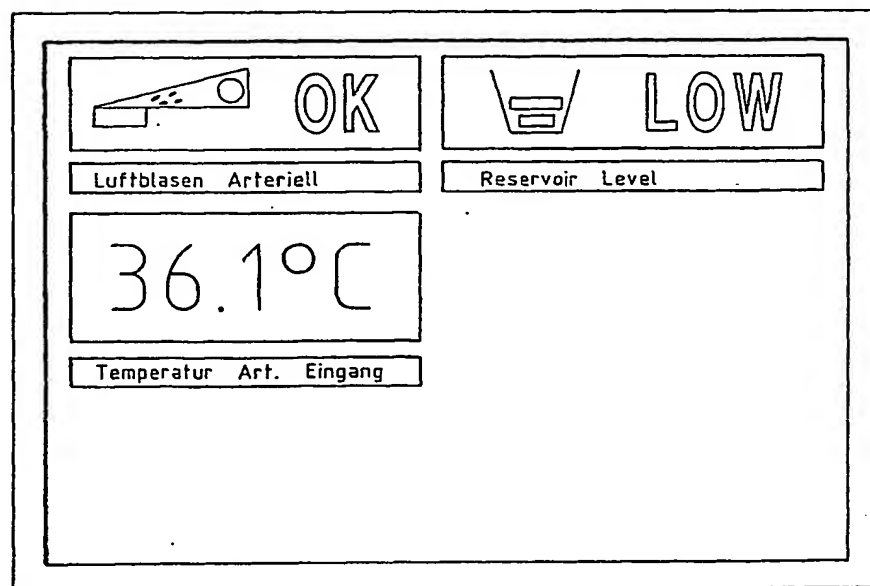 OK
LOW
Luftblasen Arteriell
Reservoir Level
36.1°C
Temperatur Art. Eingang